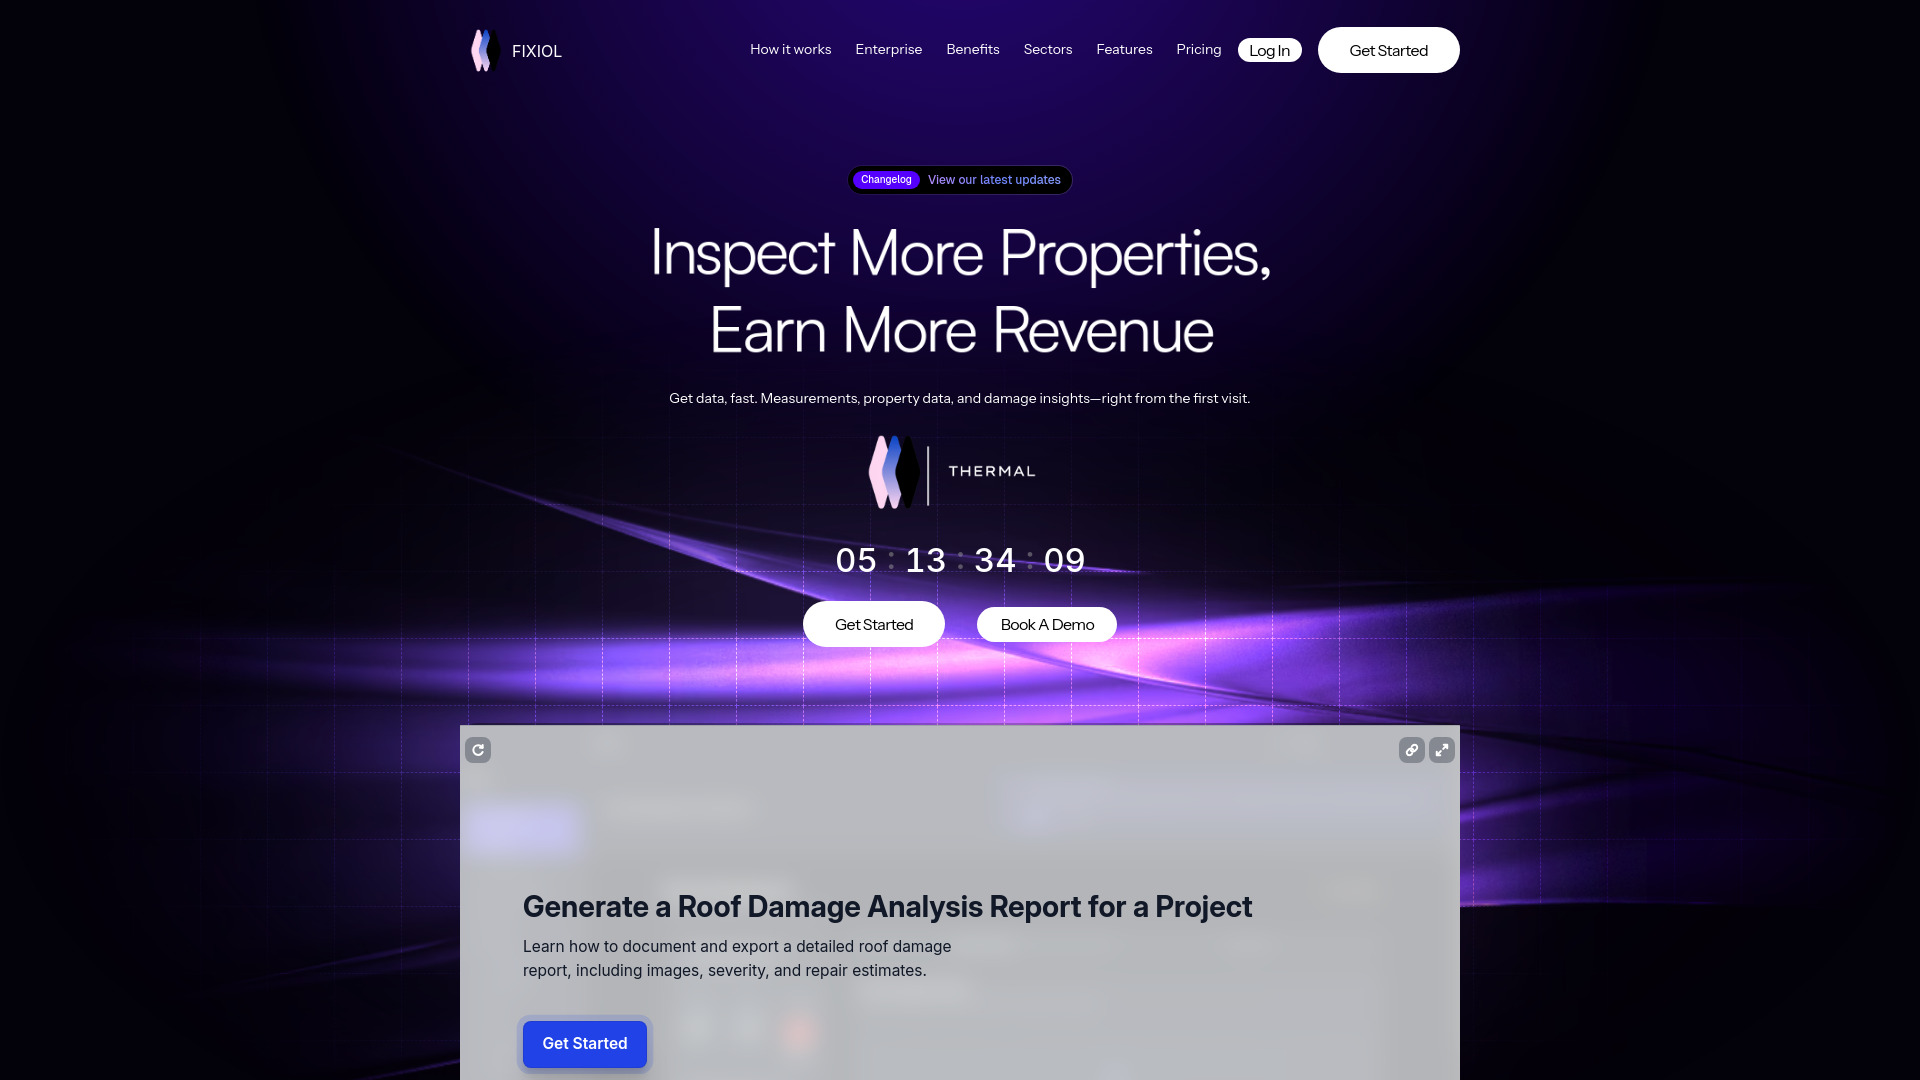 FIXIOL
How it works
Enterprise
Benefits
Sectors
Features
Pricing
Log In
Get Started
Changelog View our latest updates
Inspect More Properties,
Earn More Revenue
Get data, fast. Measurements, property data, and damage insights—right from the first visit.
THERMAL
05 : 13 : 34 : 09
Get Started
Book A Demo
Generate a Roof Damage Analysis Report for a Project
Learn how to document and export a detailed roof damage
report, including images, severity, and repair estimates.
Get Started